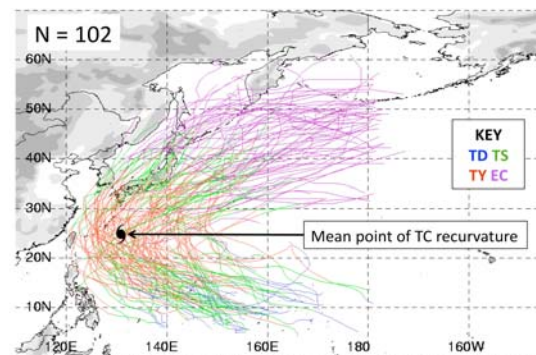 N = 102
60N
50N
40N
30N
20N
10N
KEY
TD TS
TY EC
Mean point of TC recurvature
120E
140E
160E
180
160W